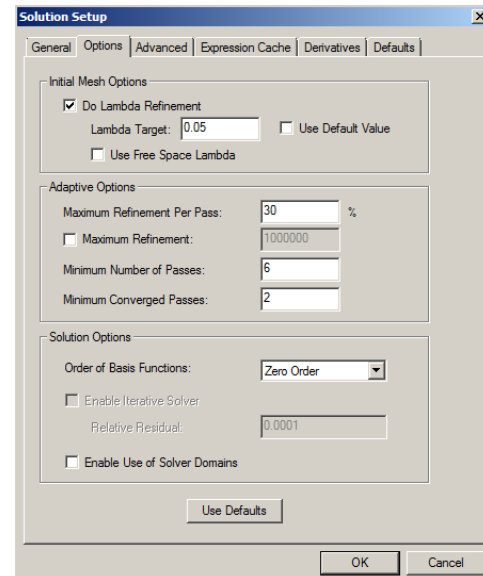 Solution Setup
General Options Advanced Expression Cache Derivatives Defaults
Initial Mesh Options
Do Lambda Refinement
Lambda Target: 0.05 Use Default Value
Use Free Space Lambda
Adaptive Options
Maximum Refinement Per Pass: 30 %
Maximum Refinement: 1000000
Minimum Number of Passes: 6
Minimum Converged Passes: 2
Solution Options
Order of Basis Functions: Zero Order
Enable Iterative Solver
Relative Residual: 0.0001
Enable Use of Solver Domains
Use Defaults
OK Cancel